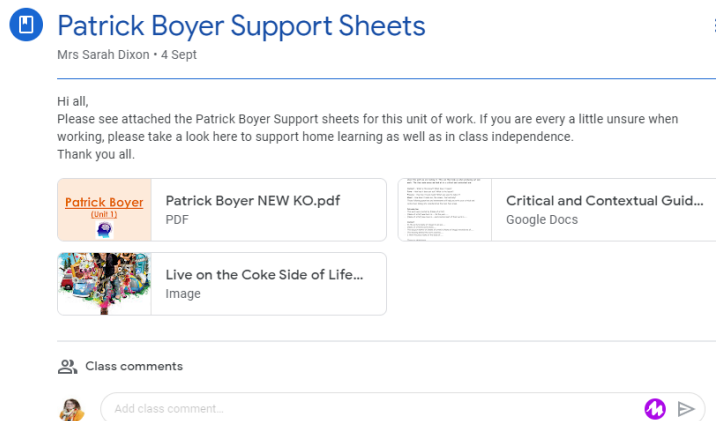 Patrick Boyer Support Sheets
Mrs Sarah Dixon • 4 Sept
Hi all,
Please see attached the Patrick Boyer Support sheets for this unit of work. If you are every a little unsure when
working, please take a look here to support home learning as well as in class independence.
Thank you all.
Patrick Boyer
(Unit 1)
Patrick Boyer NEW KO.pdf
PDF
Critical and Contextual Guid...
Google Docs
Live on the Coke Side of Life...
Image
Class comments
Add class comment...